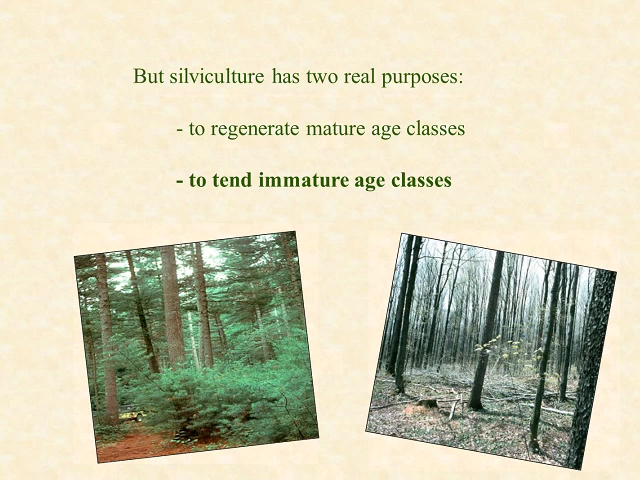 But silviculture has two real purposes:
- to regenerate mature age classes
- to tend immature age classes